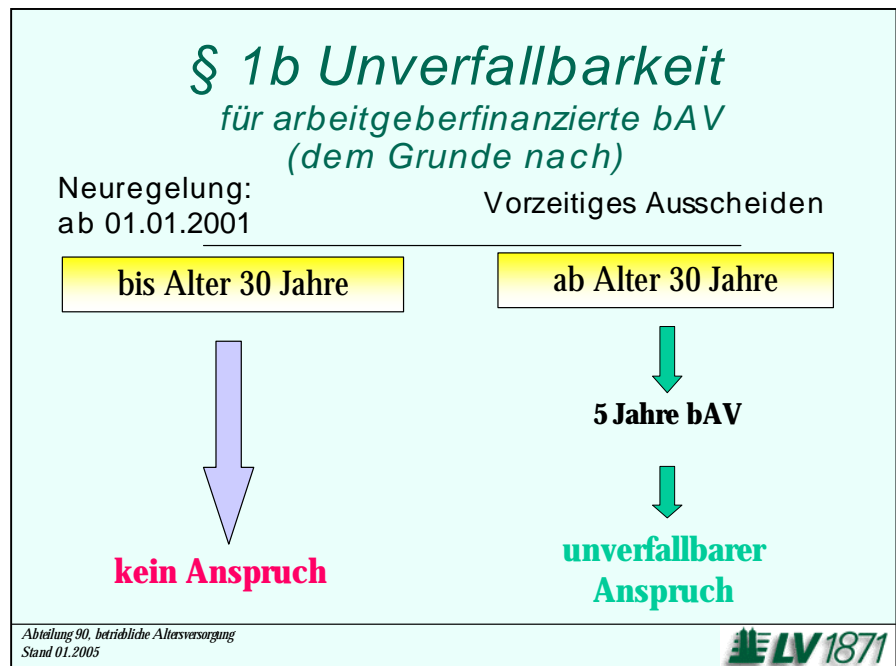 § 1b Unverfallbarkeit
für arbeitgeberfinanzierte bAV
(dem Grunde nach)
Neuregelung:
ab 01.01.2001
Vorzeitiges Ausscheiden
bis Alter 30 Jahre
ab Alter 30 Jahre
5 Jahre bAV
kein Anspruch
unverfallbarer
Anspruch
Abteilung 90, betriebliche Altersversorgung
Stand 01.2005
LV 1871